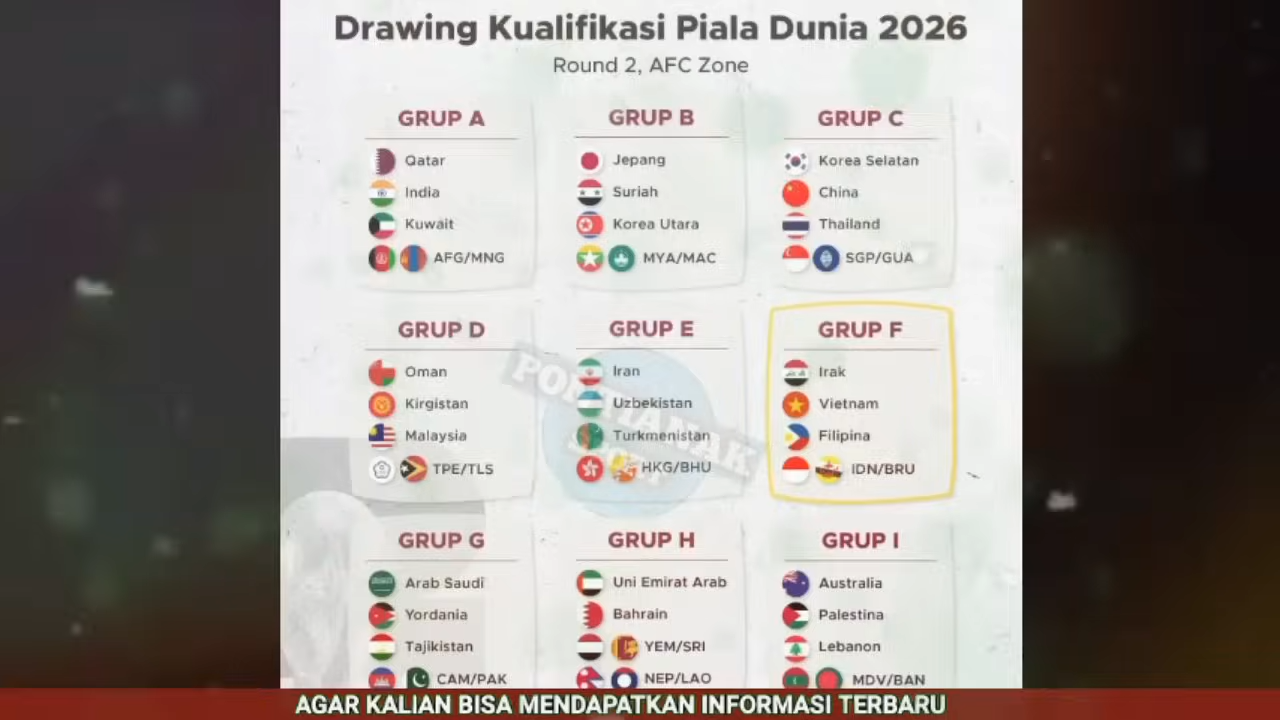 Drawing Kualifikasi Piala Dunia 2026
Round 2, AFC Zone
GRUP A
Qatar
India
Kuwait
AFG/MNG
GRUP B
Jepang
Suriah
Korea Utara
MYA/MAC
GRUP C
Korea Selatan
China
Thailand
SGP/GUA
GRUP D
Oman
Kirgistan
Malaysia
TPE/TLS
GRUP E
Iran
Uzbekistan
Turkmenistan
HKG/BHU
GRUP F
Irak
Vietnam
Filipina
IDN/BRU
GRUP G
Arab Saudi
Yordania
Tajikistan
CAM/PAK
GRUP H
Uni Emirat Arab
Bahrain
YEM/SRI
NEP/LAO
GRUP I
Australia
Palestina
Lebanon
MDV/BAN
PONTIANAK
AGAR KALIAN BISA MENDAPATKAN INFORMASI TERBARU